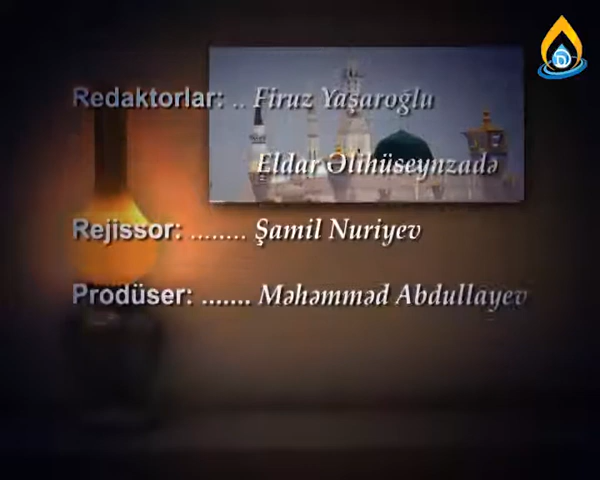 Redaktorlar: .. Firuz Yaşaroğlu
Eldar Əlihüseynzadə
Rejissor: ........ Şamil Nuriyev
Prodüser: ....... Məhəmməd Abdullayev